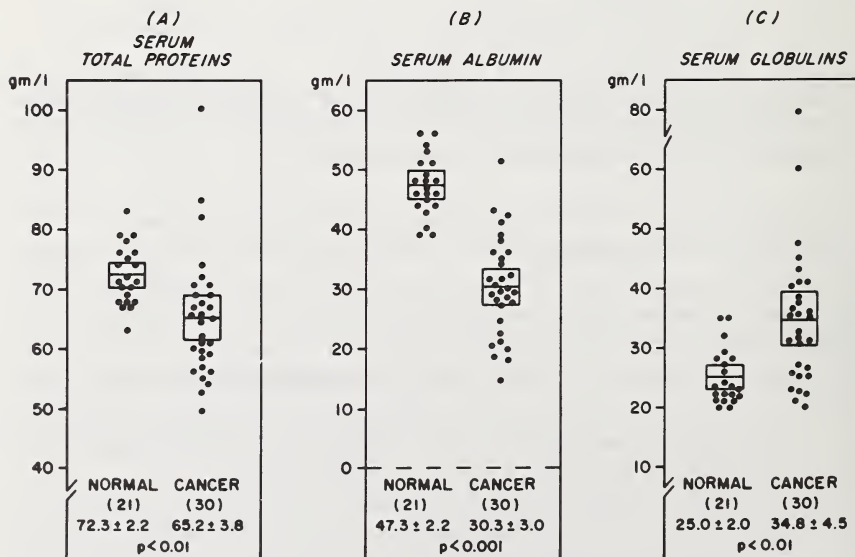 (A)
SERUM
TOTAL PROTEINS
gm/l
100
90
80
70
60
50
40
NORMAL CANCER
(21) (30)
72.3 ± 2.2 65.2 ± 3.8
p<0.01
(B)
SERUM ALBUMIN
gm/l
60
50
40
30
20
10
0
NORMAL CANCER
(21) (30)
47.3 ± 2.2 30.3 ± 3.0
p<0.001
(C)
SERUM GLOBULINS
gm/l
80
60
50
40
30
20
10
NORMAL CANCER
(21) (30)
25.0 ± 2.0 34.8 ± 4.5
p<0.01